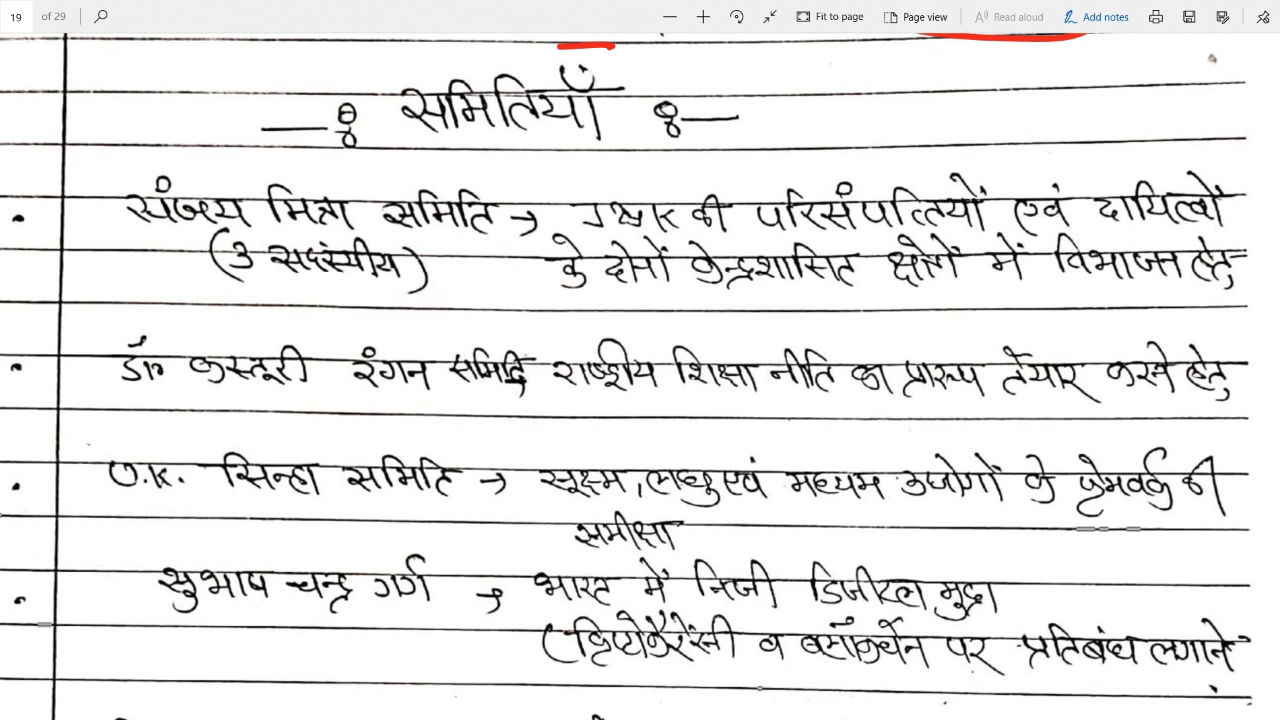 19 of 29 Fit to page Page view Read aloud Add notes
—ः समितियाँ ः—
• संजय मित्रा समिति → J&K की परिसंपत्तियों एवं दायित्वों
(3 सदस्यीय) के दोनों केन्द्रशासित क्षेत्रों में विभाजन हेतु
• डॉ॰ कस्तूरी रंगन समिति राष्ट्रीय शिक्षा नीति का प्रारूप तैयार करने हेतु
• U.K. सिन्हा समिति → सूक्ष्म, लघु एवं मध्यम उद्योगों के फ्रेमवर्क की
समीक्षा
• सुभाष चन्द्र गर्ग → भारत में निजी डिजीटल मुद्रा
(क्रिप्टोकैरेंसी व ब्लॉकचेन पर प्रतिबंध लगाने